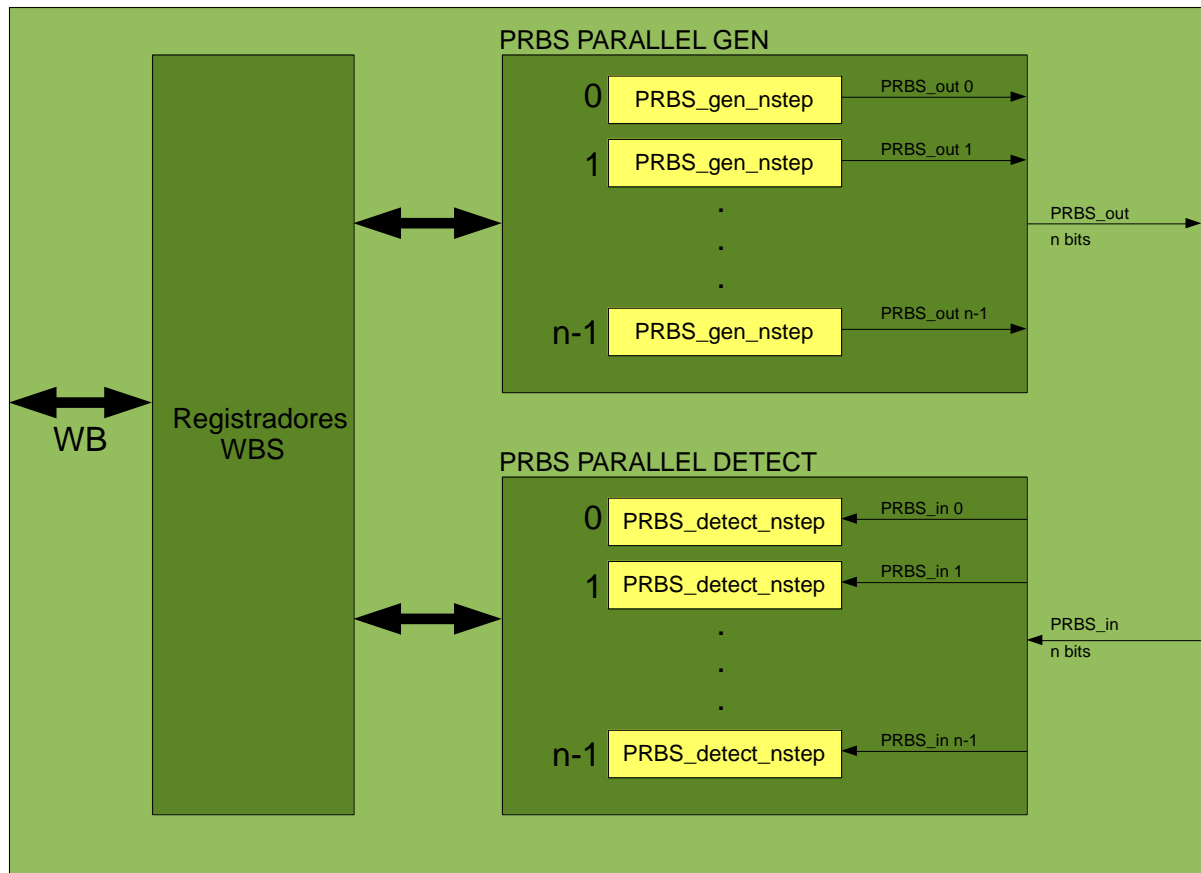 PRBS PARALLEL GEN
0
PRBS_gen_nstep
PRBS_out 0
1
PRBS_gen_nstep
PRBS_out 1
.
.
.
n-1
PRBS_gen_nstep
PRBS_out n-1
PRBS_out
n bits
WB
Registradores
WBS
PRBS PARALLEL DETECT
0
PRBS_detect_nstep
PRBS_in 0
1
PRBS_detect_nstep
PRBS_in 1
.
.
.
n-1
PRBS_detect_nstep
PRBS_in n-1
PRBS_in
n bits